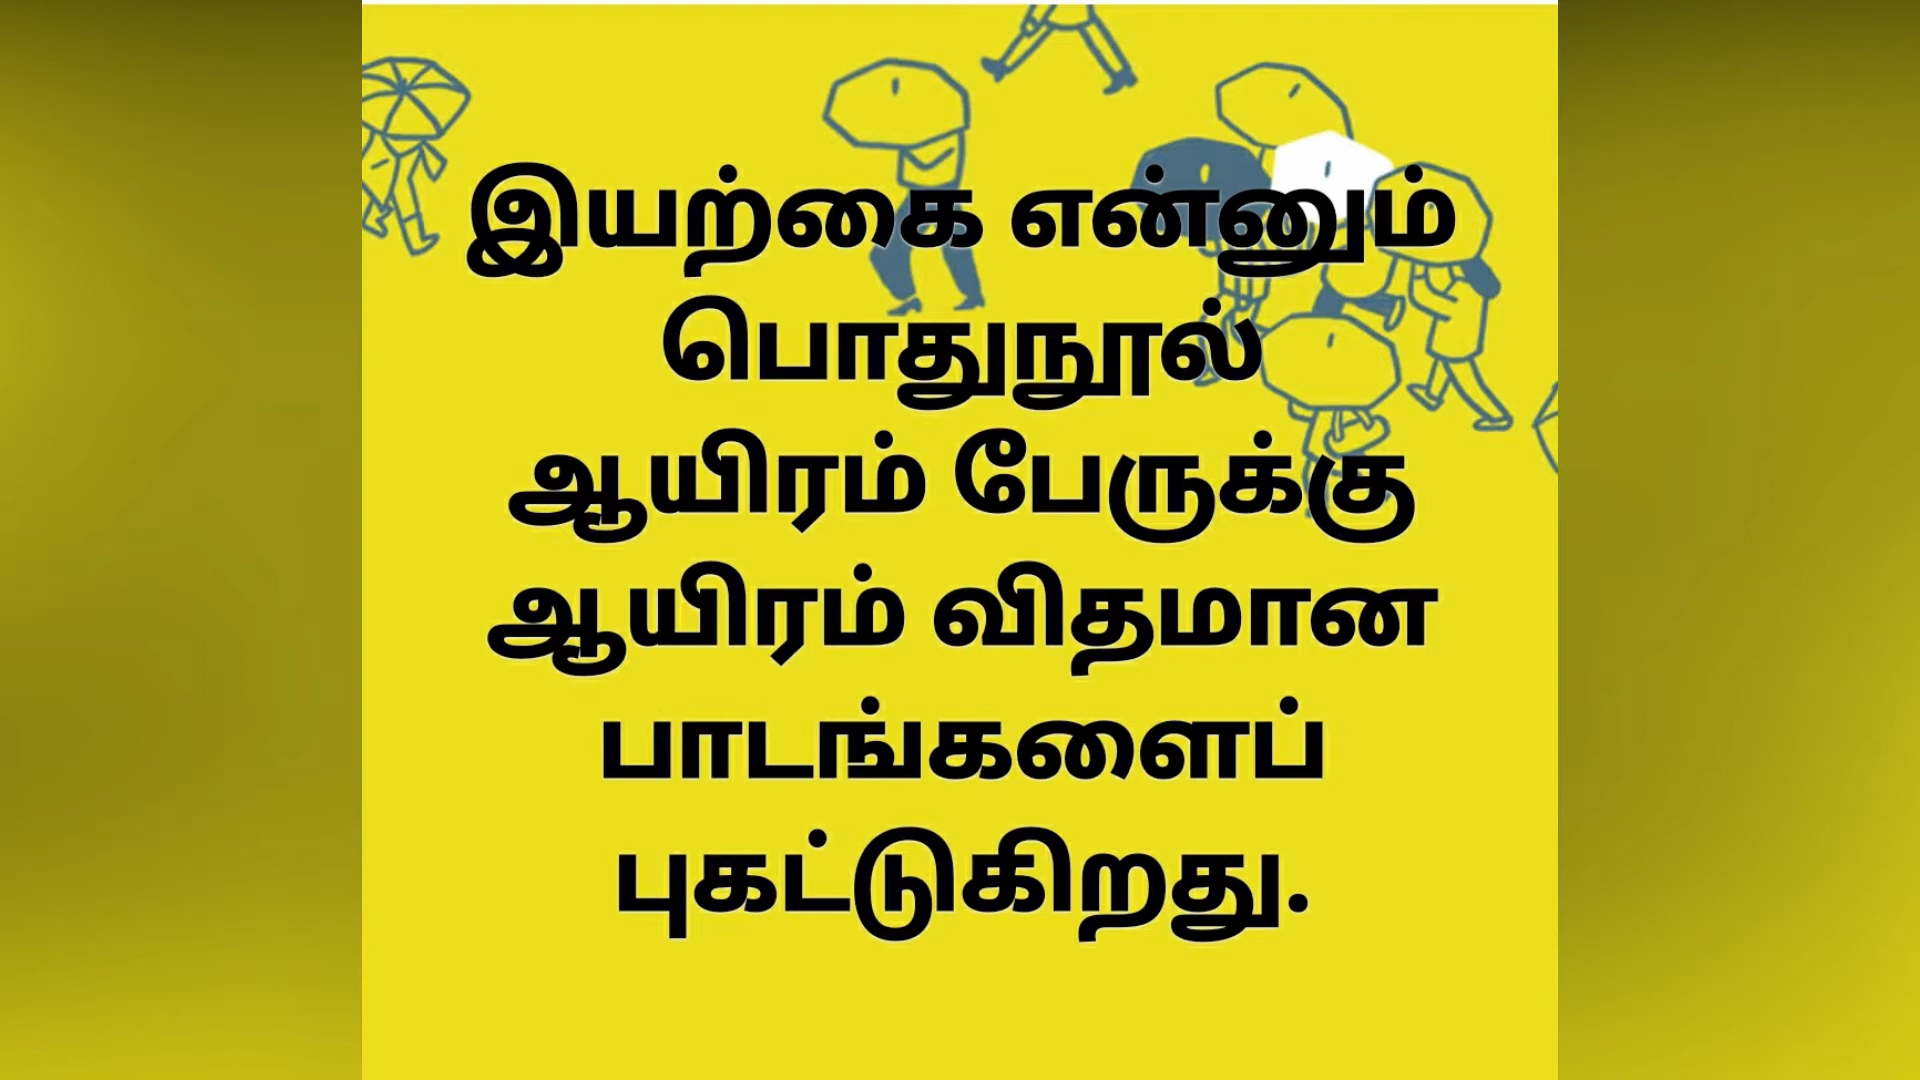 இயற்கை என்னும்
பொதுநூல்
ஆயிரம் பேருக்கு
ஆயிரம் விதமான
பாடங்களைப்
புகட்டுகிறது.